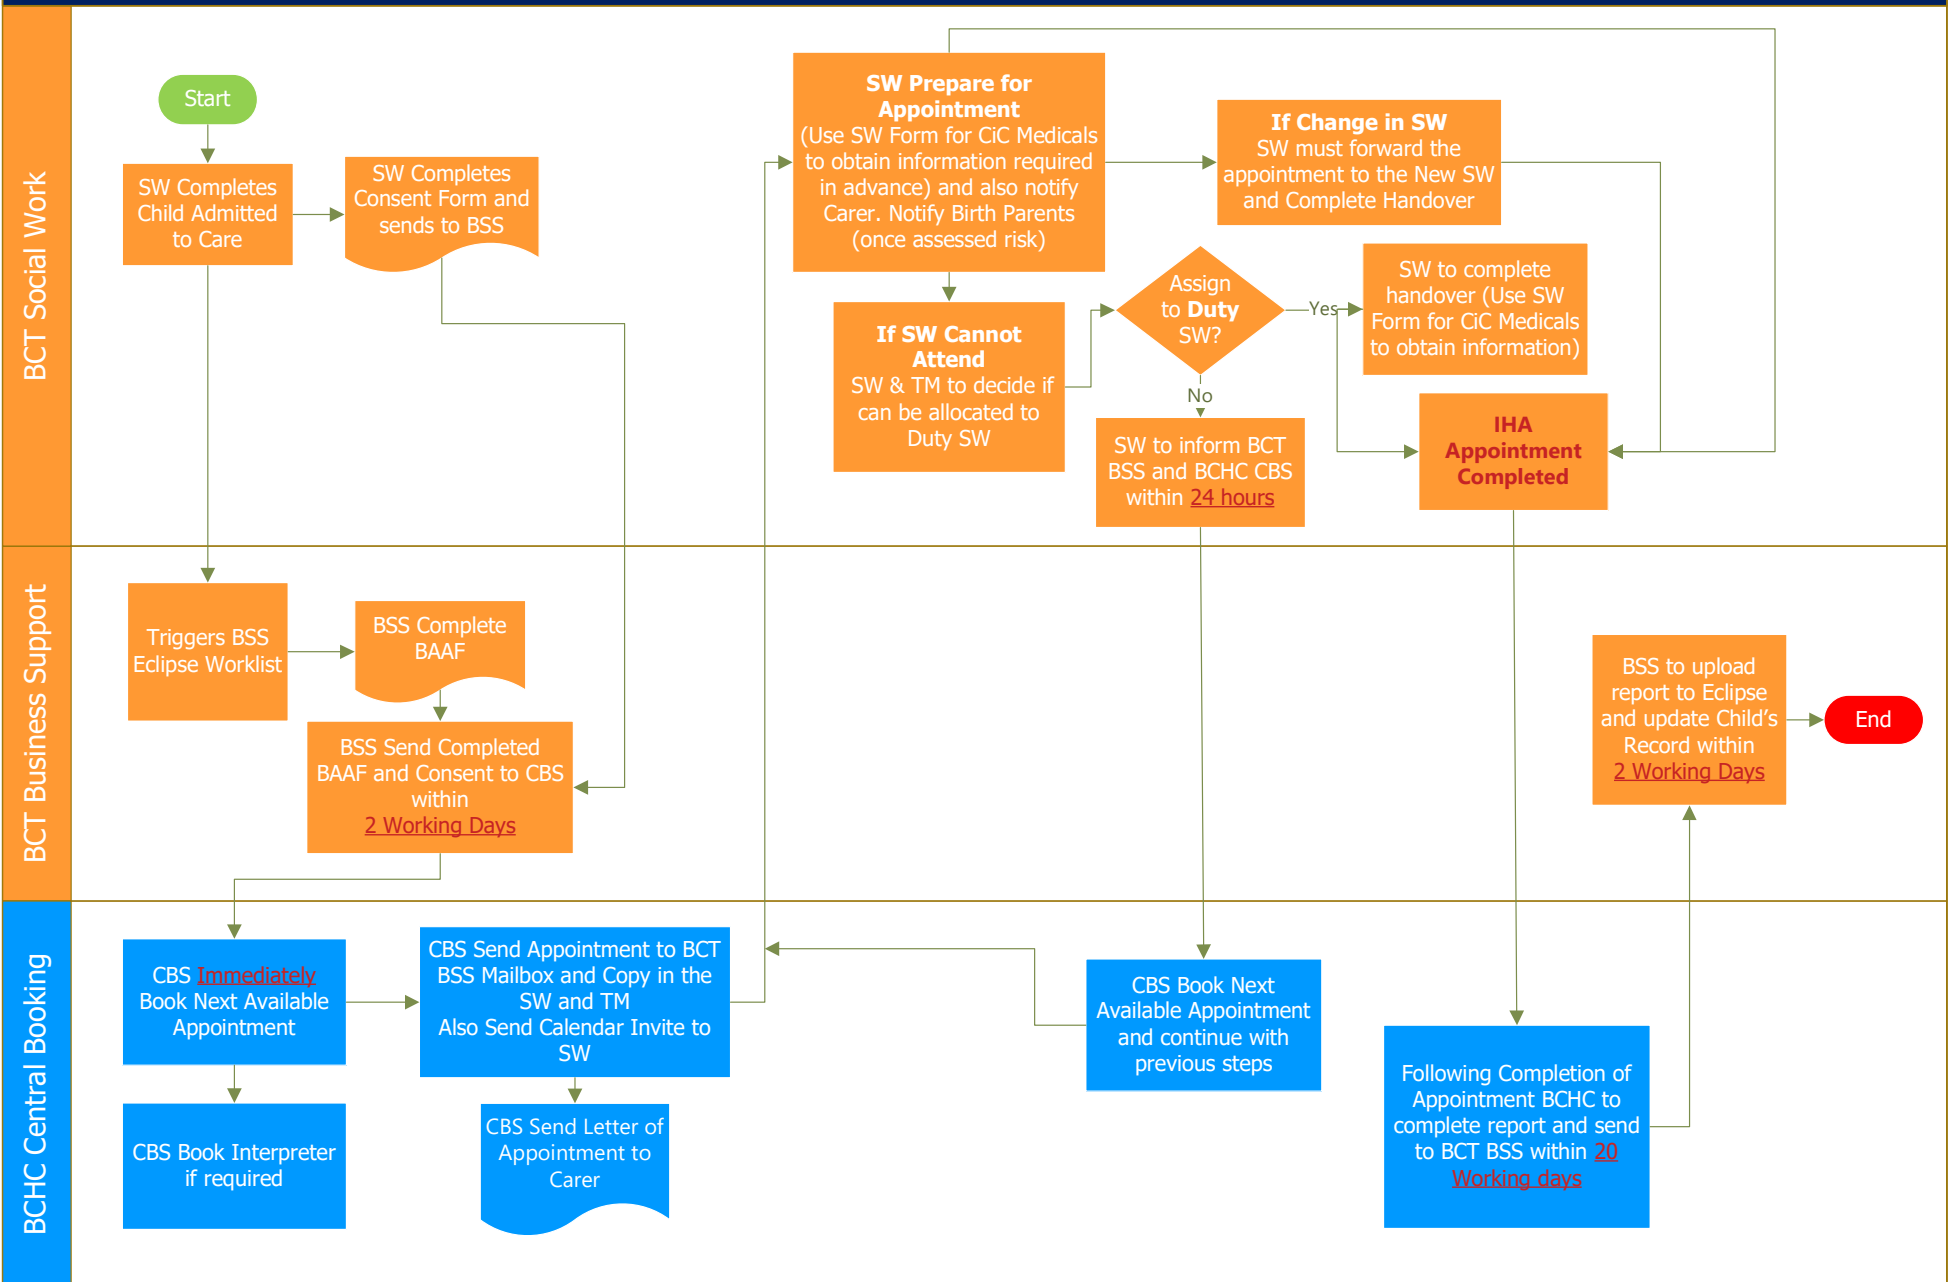 BCT Social Work
Start
SW Completes
Child Admitted
to Care
SW Completes
Consent Form and
sends to BSS
SW Prepare for
Appointment
(Use SW Form for CiC Medicals
to obtain information required
in advance) and also notify
Carer. Notify Birth Parents
(once assessed risk)
If Change in SW
SW must forward the
appointment to the New SW
and Complete Handover
If SW Cannot
Attend
SW & TM to decide if
can be allocated to
Duty SW
Assign
to Duty
SW?
Yes
No
SW to complete
handover (Use SW
Form for CiC Medicals
to obtain information)
SW to inform BCT
BSS and BCHC CBS
within 24 hours
IHA
Appointment
Completed
BCT Business Support
Triggers BSS
Eclipse Worklist
BSS Complete
BAAF
BSS Send Completed
BAAF and Consent to CBS
within
2 Working Days
BSS to upload
report to Eclipse
and update Child's
Record within
2 Working Days
End
BCHC Central Booking
CBS Immediately
Book Next Available
Appointment
CBS Send Appointment to BCT
BSS Mailbox and Copy in the
SW and TM
Also Send Calendar Invite to
SW
CBS Book Interpreter
if required
CBS Send Letter of
Appointment to
Carer
CBS Book Next
Available Appointment
and continue with
previous steps
Following Completion of
Appointment BCHC to
complete report and send
to BCT BSS within 20
Working days